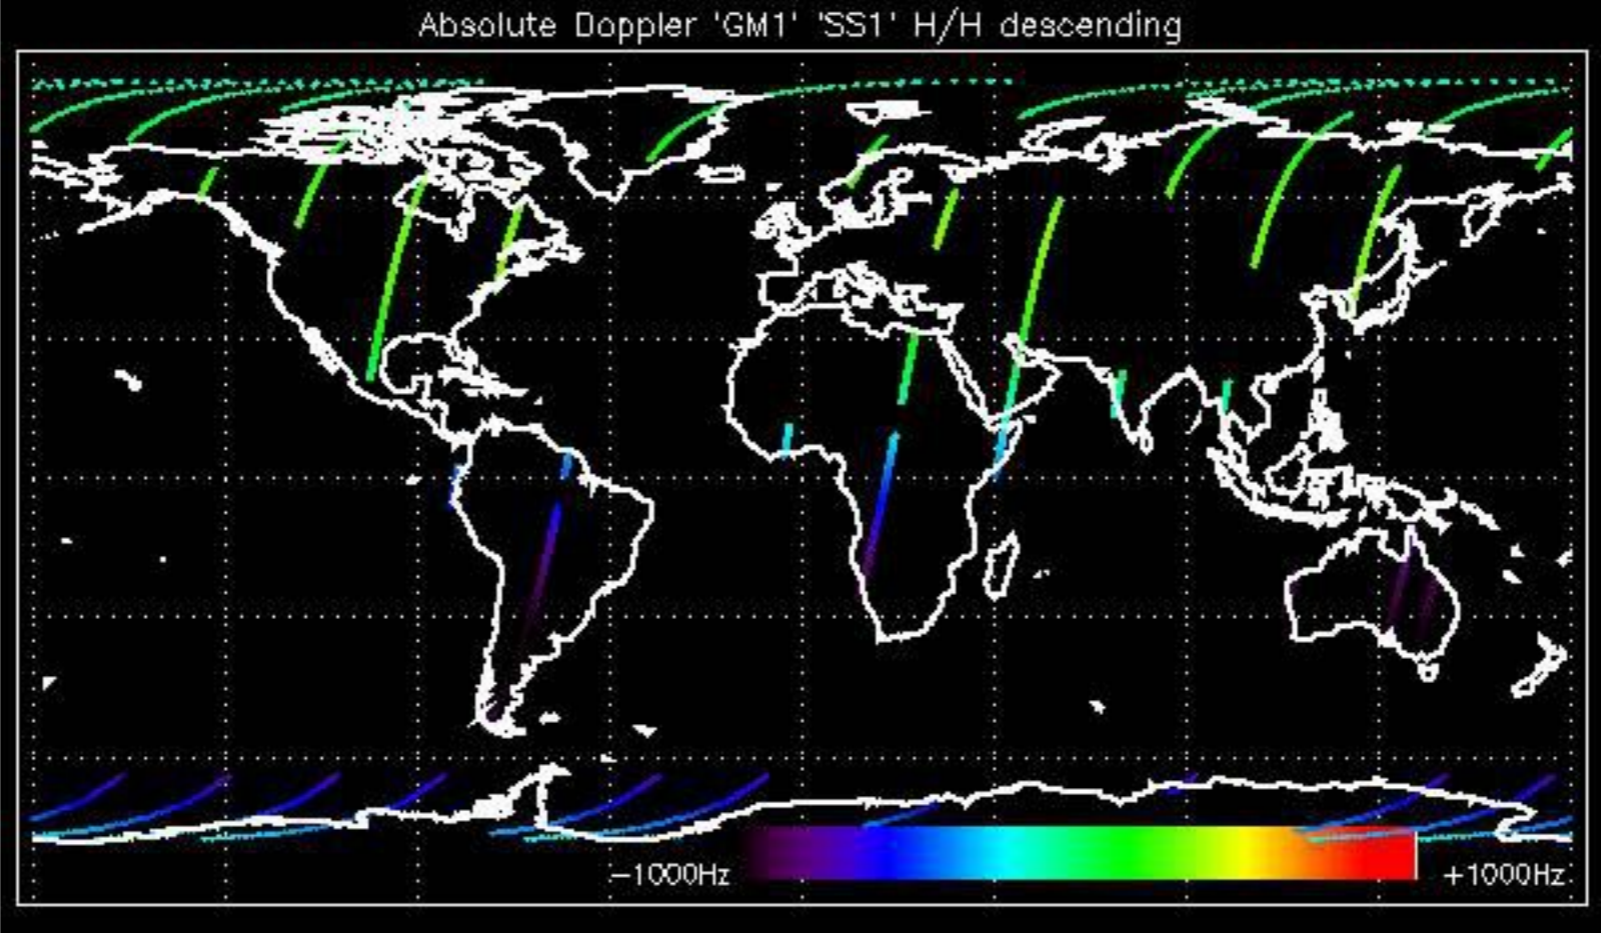 Absolute Doppler 'GM1' 'SS1' H/H descending
-1000Hz
+1000Hz